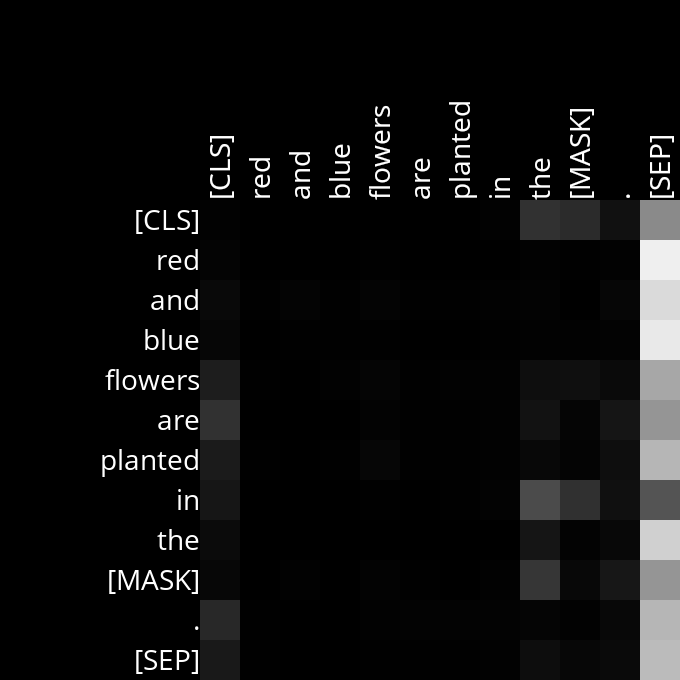 [CLS] red and blue flowers are planted in the [MASK] . [SEP]
[CLS]
red
and
blue
flowers
are
planted
in
the
[MASK]
.
[SEP]